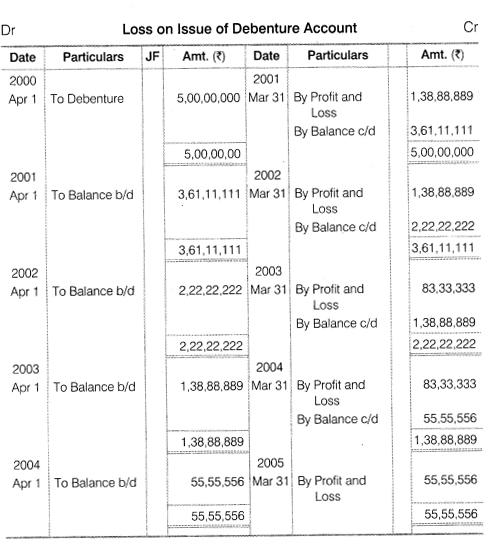 Dr Loss on Issue of Debenture Account Cr
Date Particulars JF Amt. (₹) Date Particulars Amt. (₹)
2000 2001
Apr 1 To Debenture 5,00,00,000 Mar 31 By Profit and 1,38,88,889
Loss
By Balance c/d 3,61,11,111
5,00,00,00 5,00,00,000
2001 2002
Apr 1 To Balance b/d 3,61,11,111 Mar 31 By Profit and 1,38,88,889
Loss
By Balance c/d 2,22,22,222
3,61,11,111 3,61,11,111
2002 2003
Apr 1 To Balance b/d 2,22,22,222 Mar 31 By Profit and 83,33,333
Loss
By Balance c/d 1,38,88,889
2,22,22,222 2,22,22,222
2003 2004
Apr 1 To Balance b/d 1,38,88,889 Mar 31 By Profit and 83,33,333
Loss
By Balance c/d 55,55,556
1,38,88,889 1,38,88,889
2004 2005
Apr 1 To Balance b/d 55,55,556 Mar 31 By Profit and 55,55,556
Loss
55,55,556 55,55,556